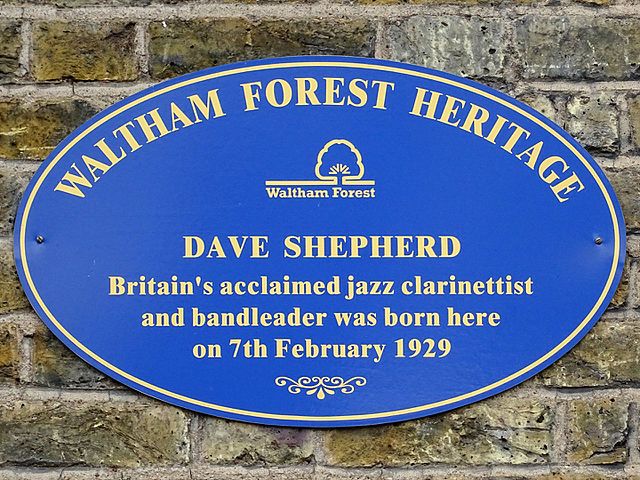 WALTHAM FOREST HERITAGE
Waltham Forest
DAVE SHEPHERD
Britain's acclaimed jazz clarinettist
and bandleader was born here
on 7th February 1929